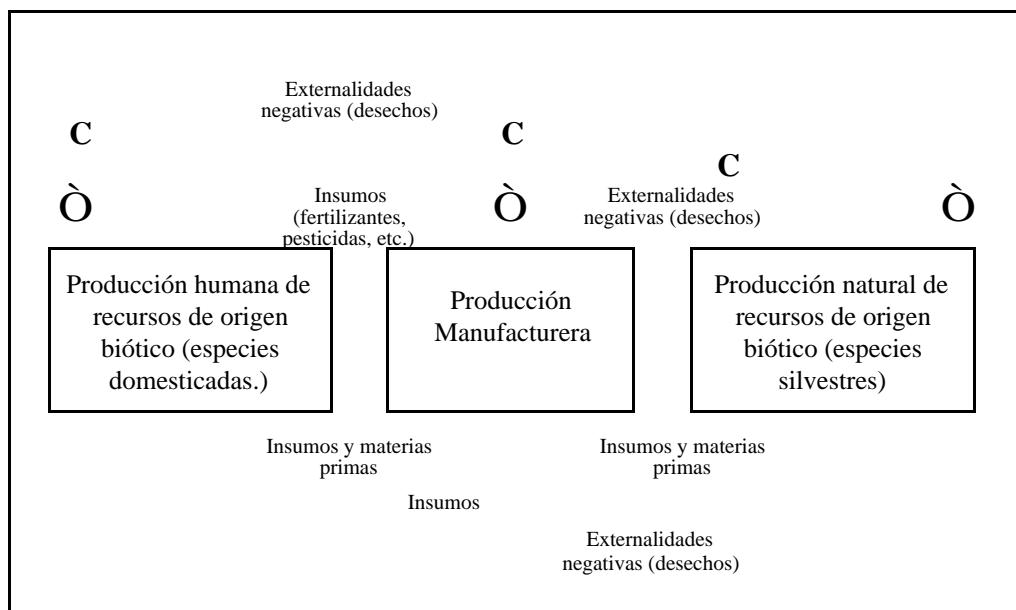 Externalidades
negativas (desechos)
C
C
C
Ò
Insumos
(fertilizantes,
pesticidas, etc.)
Ò
Externalidades
negativas (desechos)
Ò
Producción humana de
recursos de origen
biótico (especies
domesticadas.)
Producción
Manufacturera
Producción natural de
recursos de origen
biótico (especies
silvestres)
Insumos y materias
primas
Insumos y materias
primas
Insumos
Externalidades
negativas (desechos)